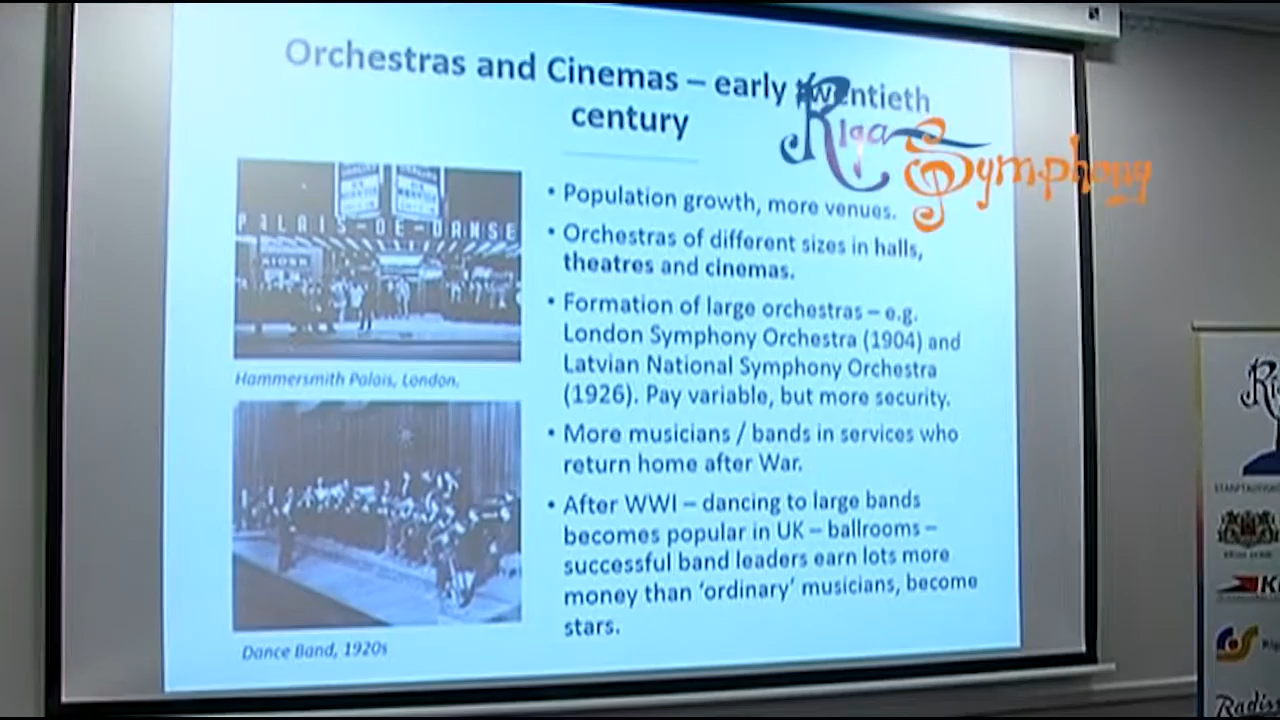 Orchestras and Cinemas – early twentieth
century
Riga
Symphony
PALAIS-DE-DANSE
KIOSK
Hammersmith Palais, London.
Dance Band, 1920s
• Population growth, more venues.
• Orchestras of different sizes in halls,
theatres and cinemas.
• Formation of large orchestras – e.g.
London Symphony Orchestra (1904) and
Latvian National Symphony Orchestra
(1926). Pay variable, but more security.
• More musicians / bands in services who
return home after War.
• After WWI – dancing to large bands
becomes popular in UK – ballrooms –
successful band leaders earn lots more
money than ‘ordinary’ musicians, become
stars.